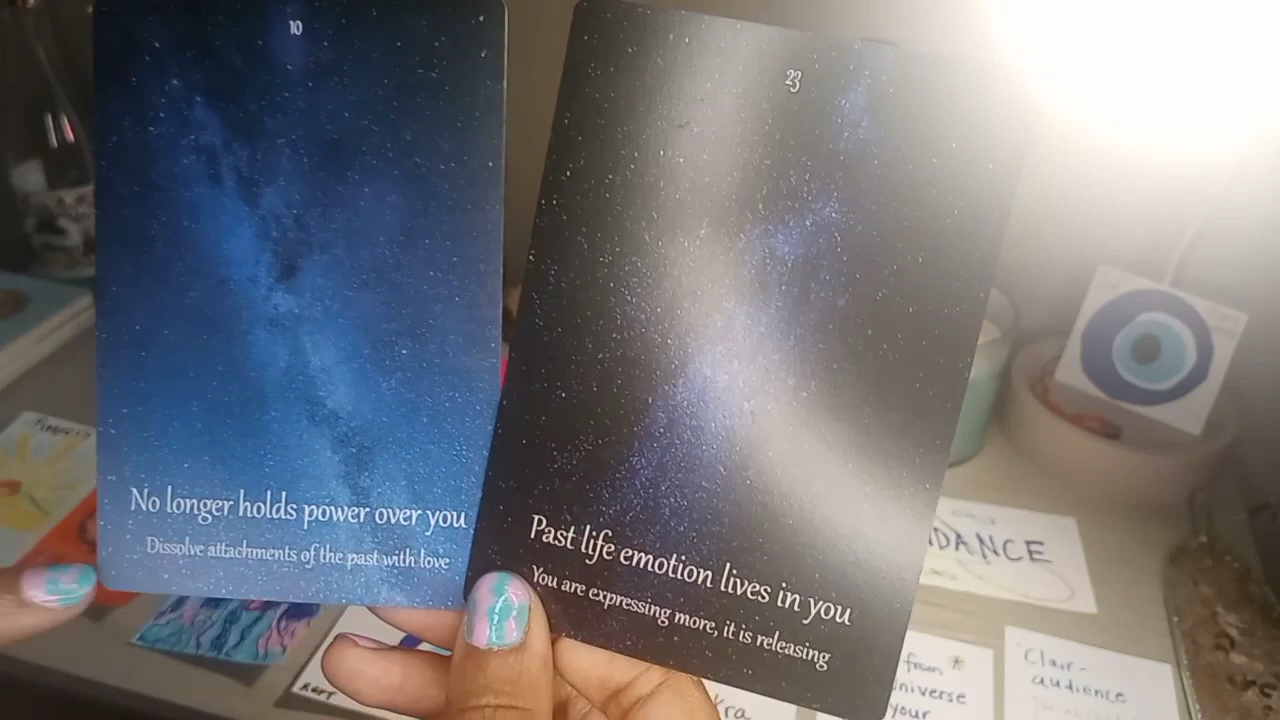 10
No longer holds power over you
Dissolve attachments of the past with love
23
Past life emotion lives in you
You are expressing more, it is releasing
DANCE
from
Universe
your
Clair-
audience